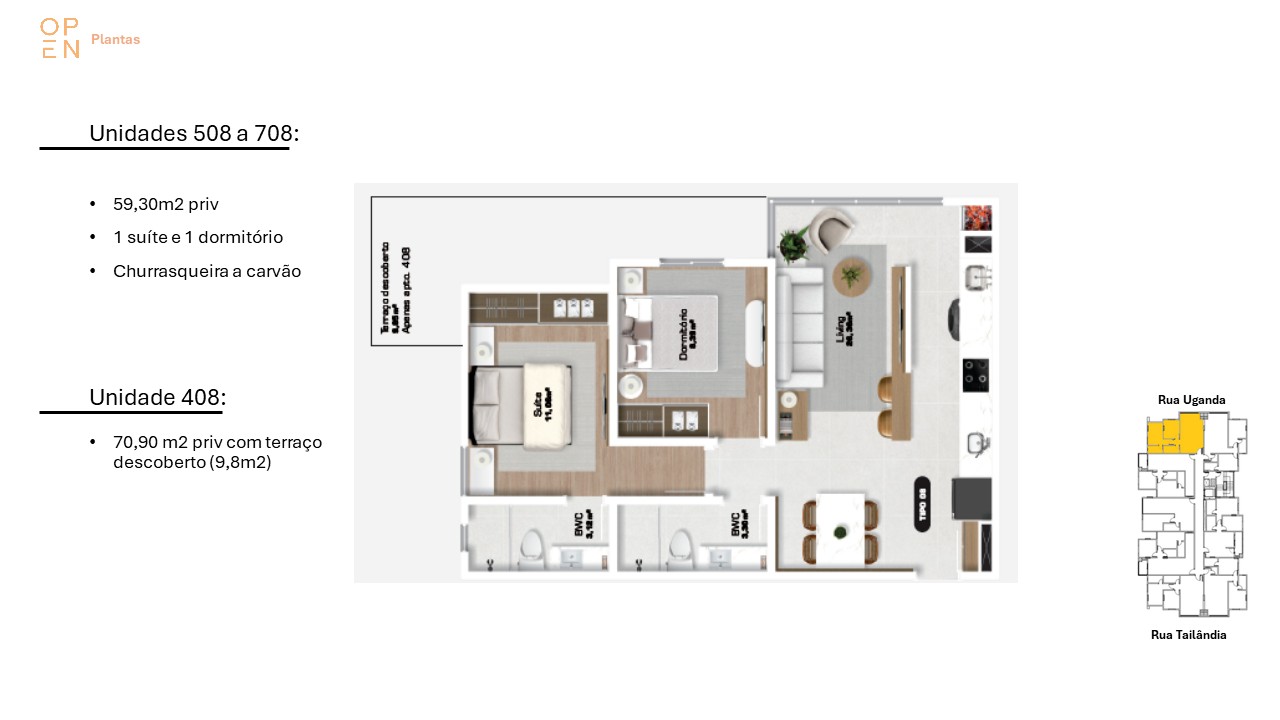 OP
EN
Plantas
Unidades 508 a 708:
• 59,30m2 priv
• 1 suíte e 1 dormitório
• Churrasqueira a carvão
Unidade 408:
• 70,90 m2 priv com terraço
descoberto (9,8m2)
Terraço descoberto
Apenas apto. 408
Suíte
Dormitório
Living
BWC
BWC
TIPO 08
Rua Uganda
Rua Tailândia